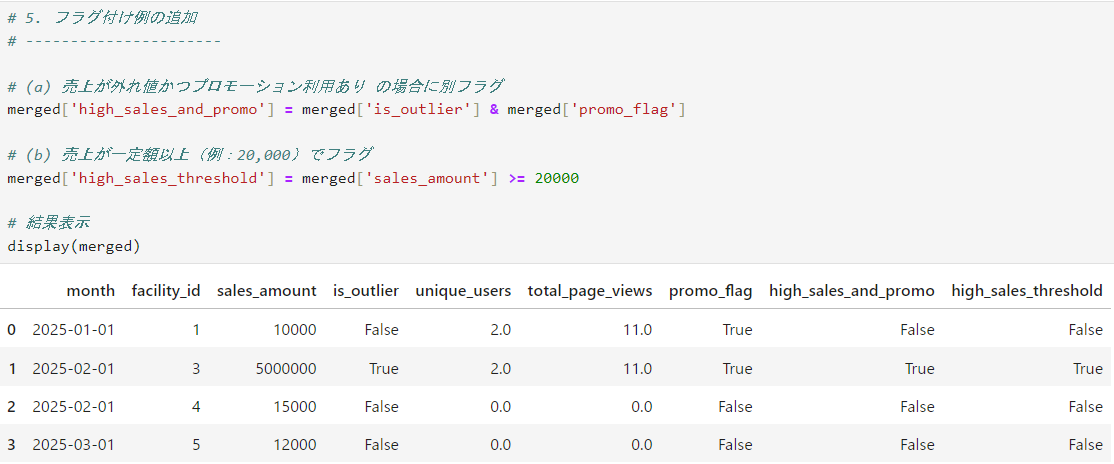 # 5. フラグ付け例の追加
# ----------------------
# (a) 売上が外れ値かつプロモーション利用あり の場合に別フラグ
merged['high_sales_and_promo'] = merged['is_outlier'] & merged['promo_flag']
# (b) 売上が一定額以上（例：20,000）でフラグ
merged['high_sales_threshold'] = merged['sales_amount'] >= 20000
# 結果表示
display(merged)
month facility_id sales_amount is_outlier unique_users total_page_views promo_flag high_sales_and_promo high_sales_threshold
0 2025-01-01 1 10000 False 2.0 11.0 True False False
1 2025-02-01 3 5000000 True 2.0 11.0 True True True
2 2025-02-01 4 15000 False 0.0 0.0 False False False
3 2025-03-01 5 12000 False 0.0 0.0 False False False